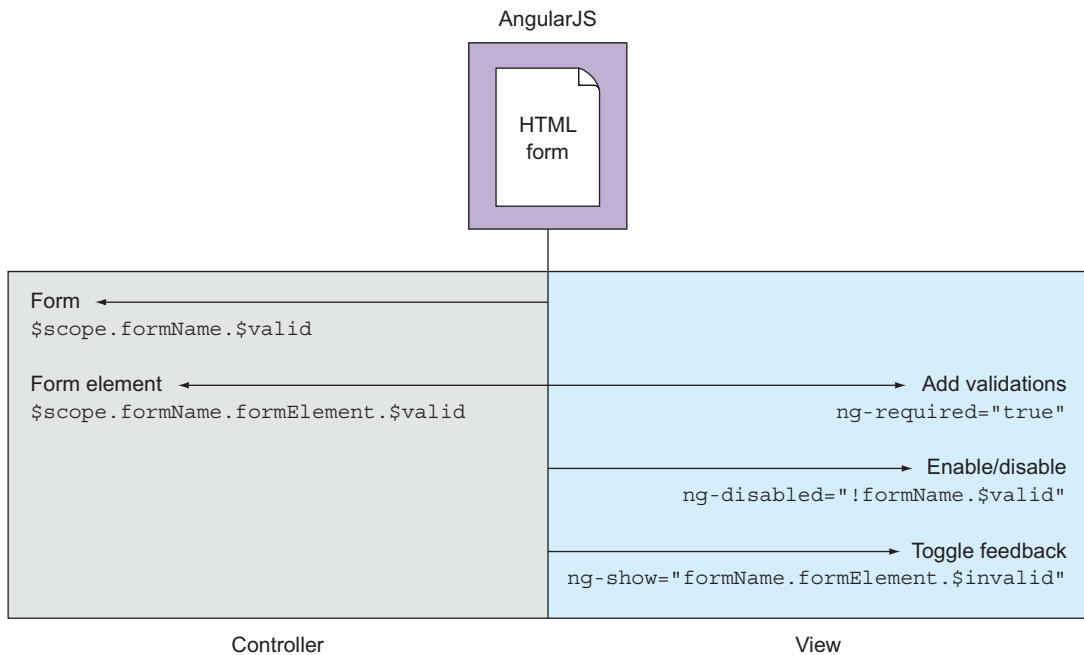 AngularJS
HTML
form
Form
$scope.formName.$valid
Form element
$scope.formName.formElement.$valid
Add validations
ng-required="true"
Enable/disable
ng-disabled="!formName.$valid"
Toggle feedback
ng-show="formName.formElement.$invalid"
Controller
View